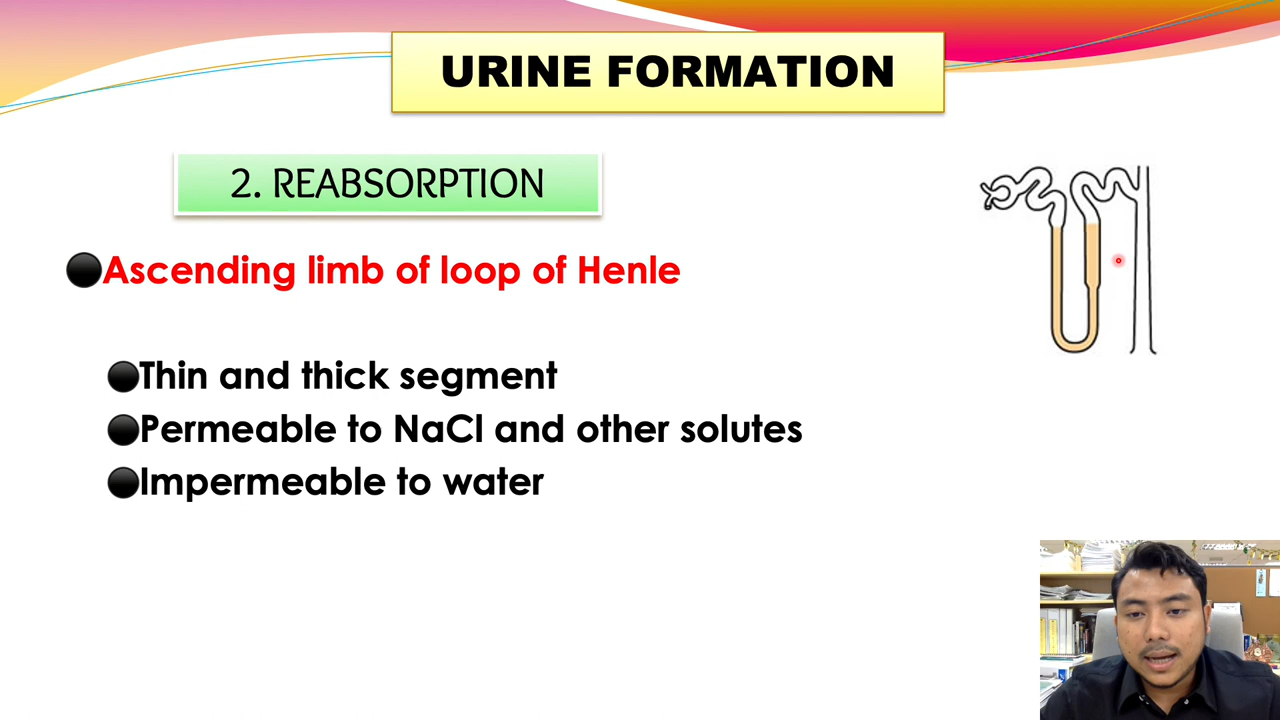 URINE FORMATION
2. REABSORPTION
Ascending limb of loop of Henle
Thin and thick segment
Permeable to NaCl and other solutes
Impermeable to water